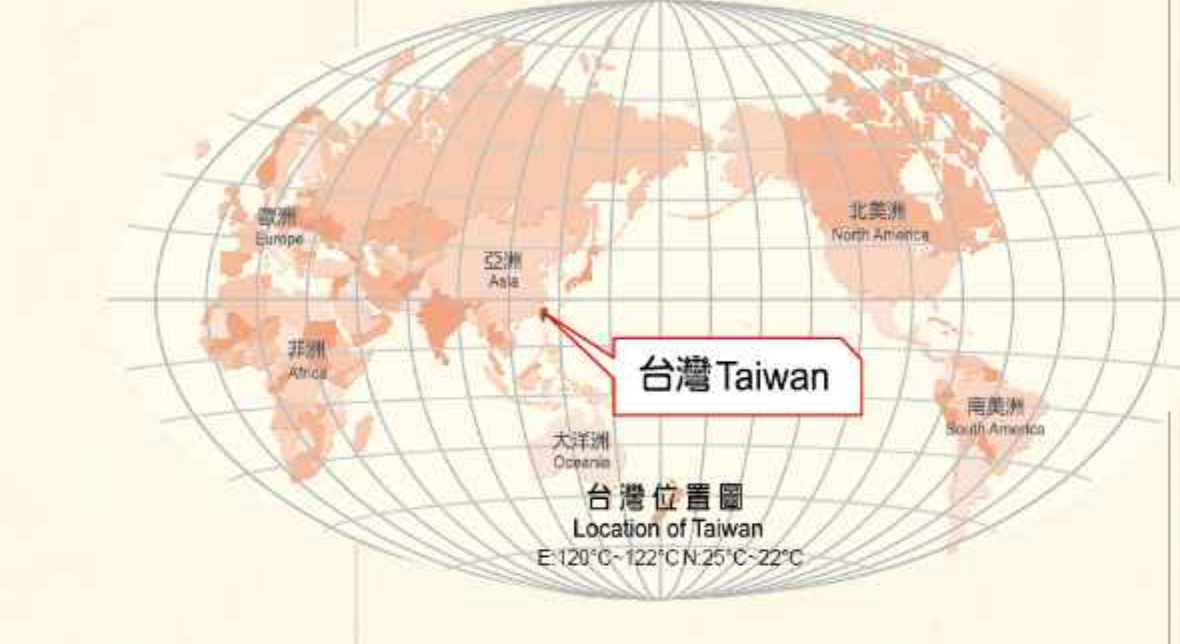 北美洲
North America
歐洲
Europe
亞洲
Asia
非洲
Africa
台灣 Taiwan
南美洲
South America
大洋洲
Oceania
台灣位置圖
Location of Taiwan
E:120°C~122°C N:25°C~22°C